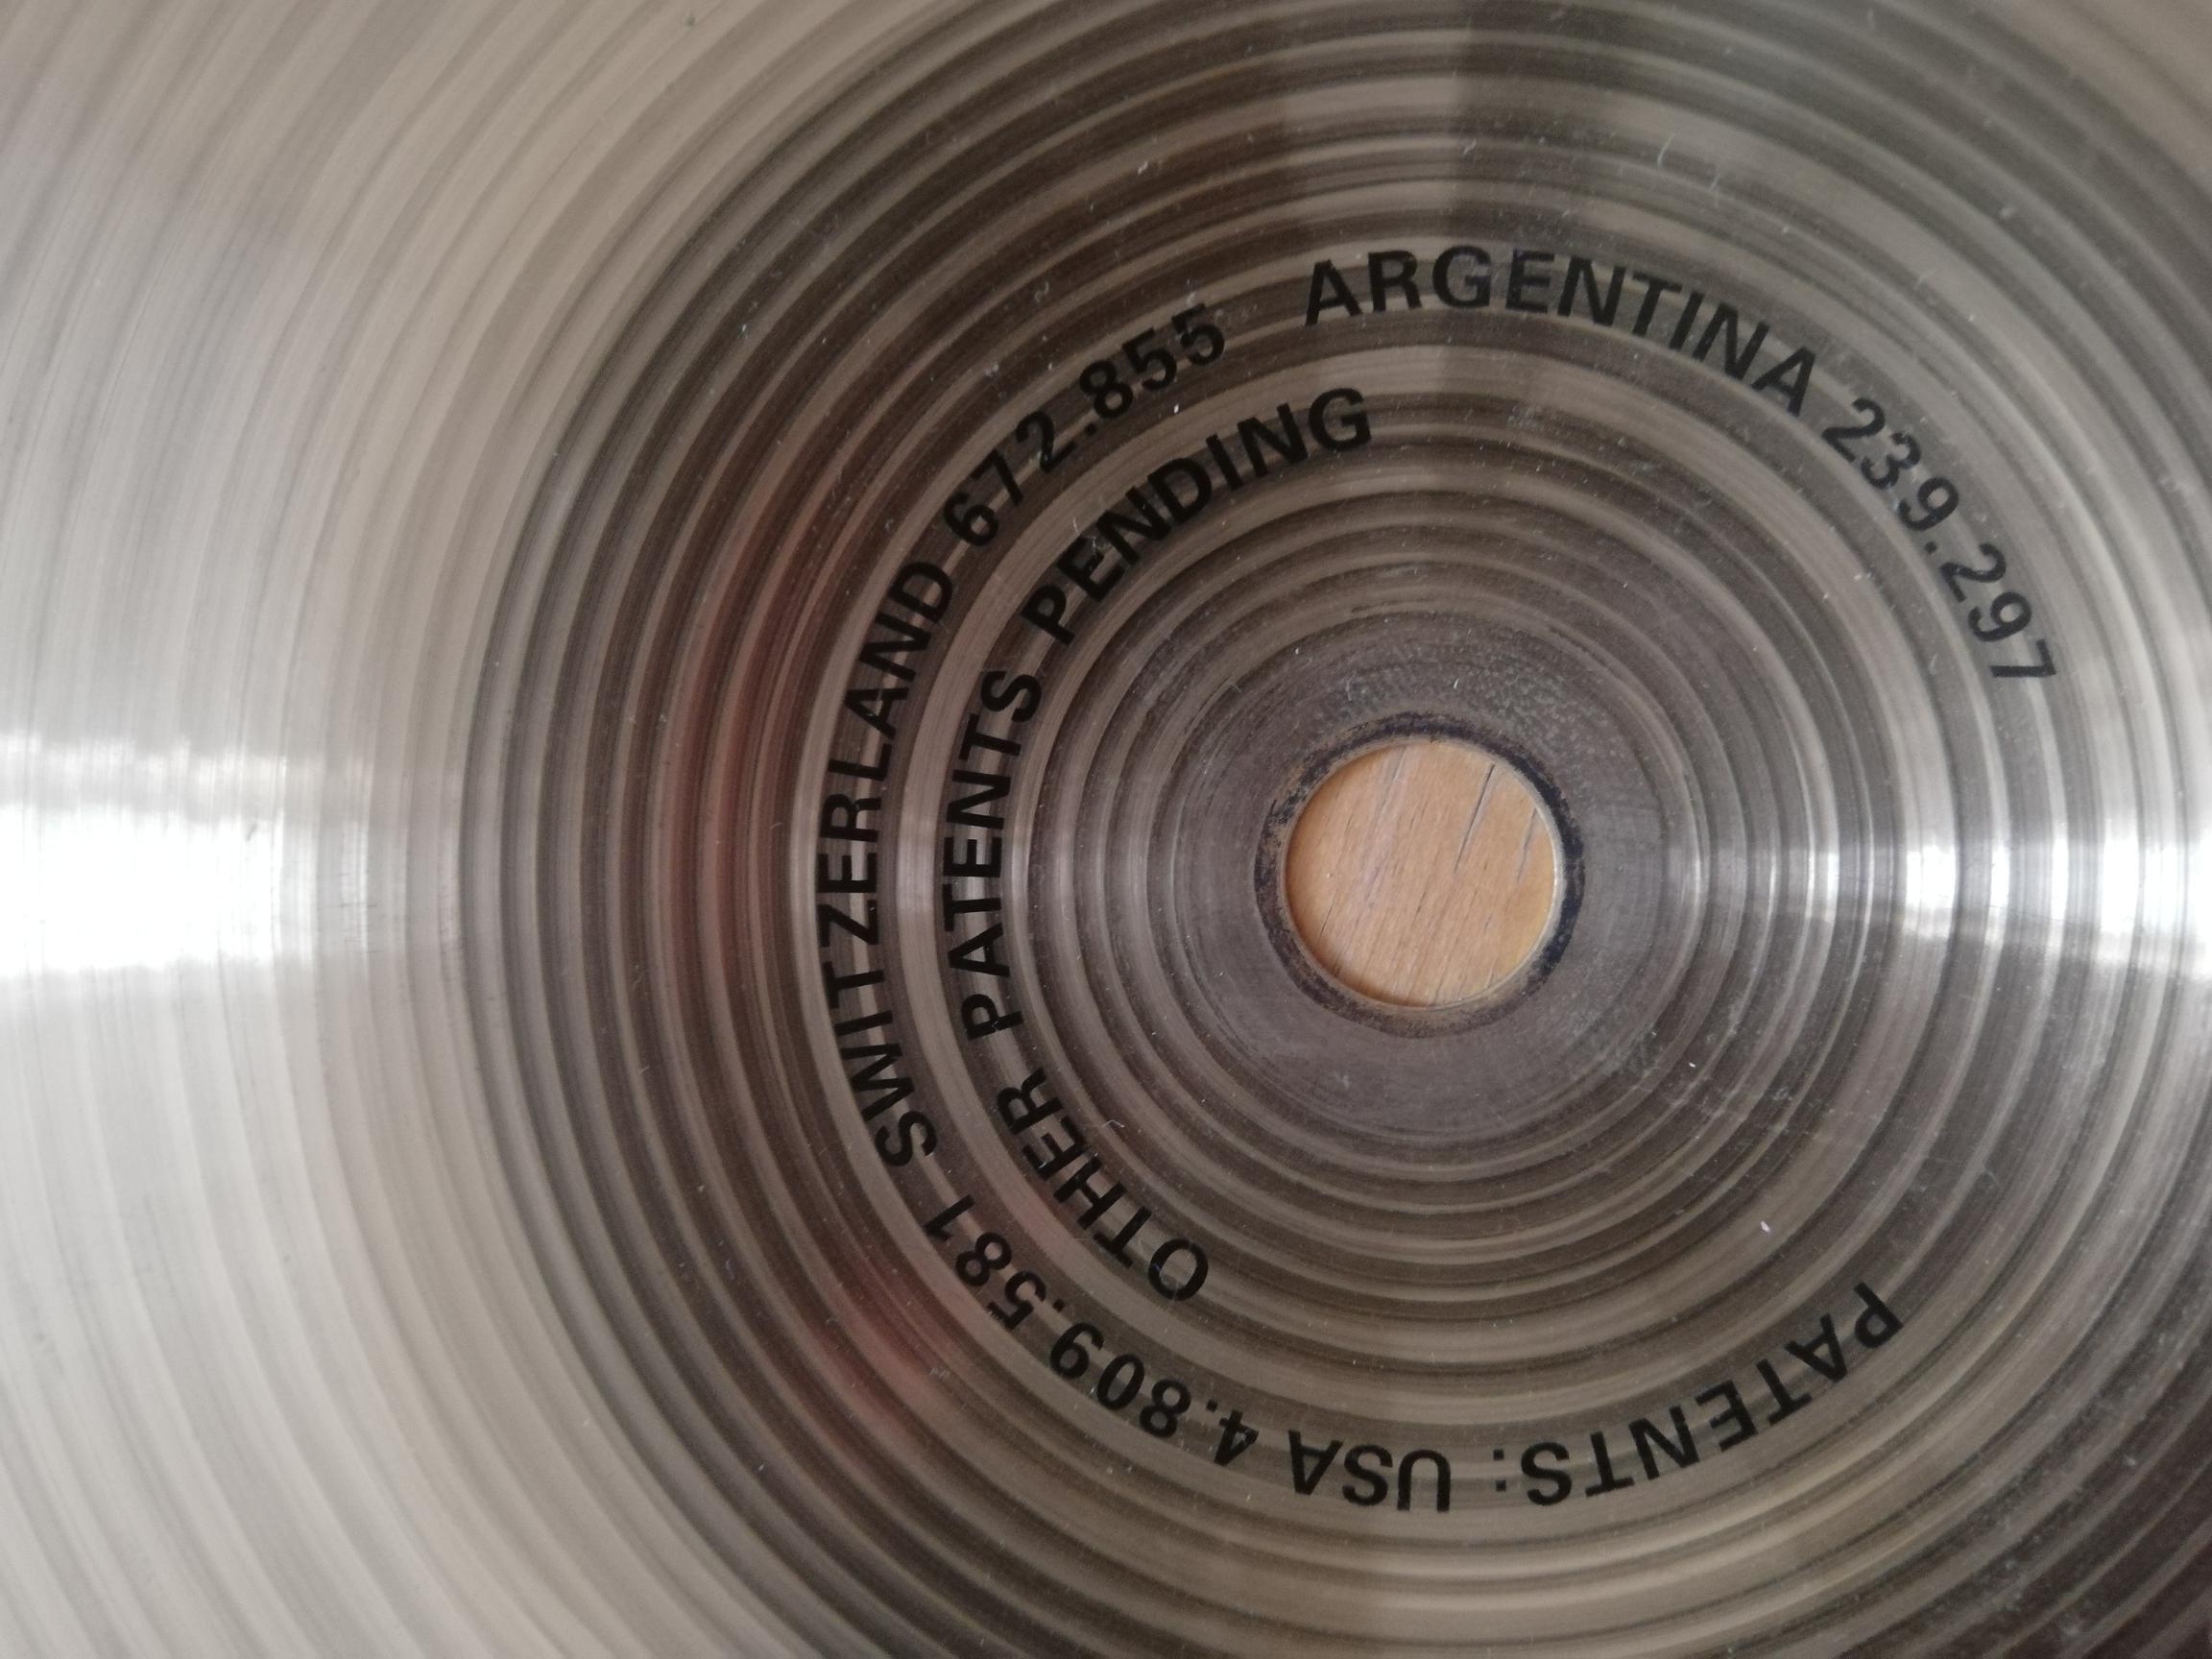 PATENTS: USA 4.809.581 SWITZERLAND 672.855 ARGENTINA 239.297
OTHER PATENTS PENDING